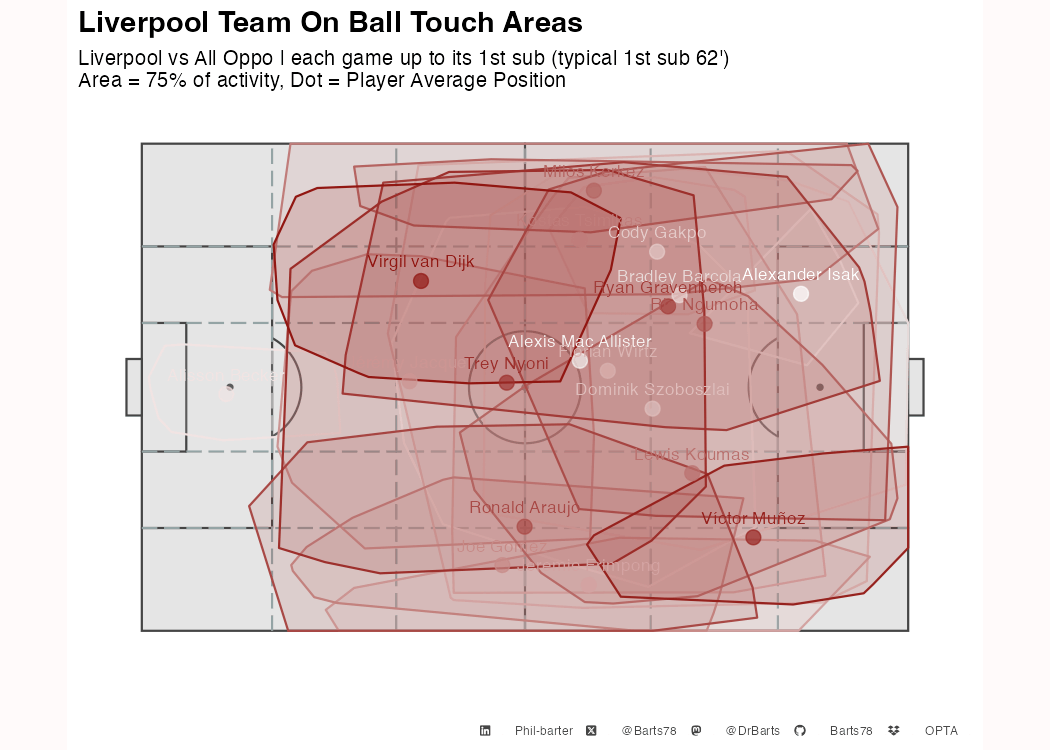 Liverpool Team On Ball Touch Areas
Liverpool vs All Oppo | each game up to its 1st sub (typical 1st sub 62')
Area = 75% of activity, Dot = Player Average Position
Milos Kerkez
Cody Gakpo
Virgil van Dijk
Bradley Barcola
Alexander Isak
Ryan Gravenberch
Rio Ngumoha
Alexis Mac Allister
Florian Wirtz
Trey Nyoni
Dominik Szoboszlai
Lewis Koumas
Ronald Araujo
Víctor Muñoz
Joe Gomez
Jeremie Frimpong
Phil-barter
@Barts78
@DrBarts
Barts78
OPTA